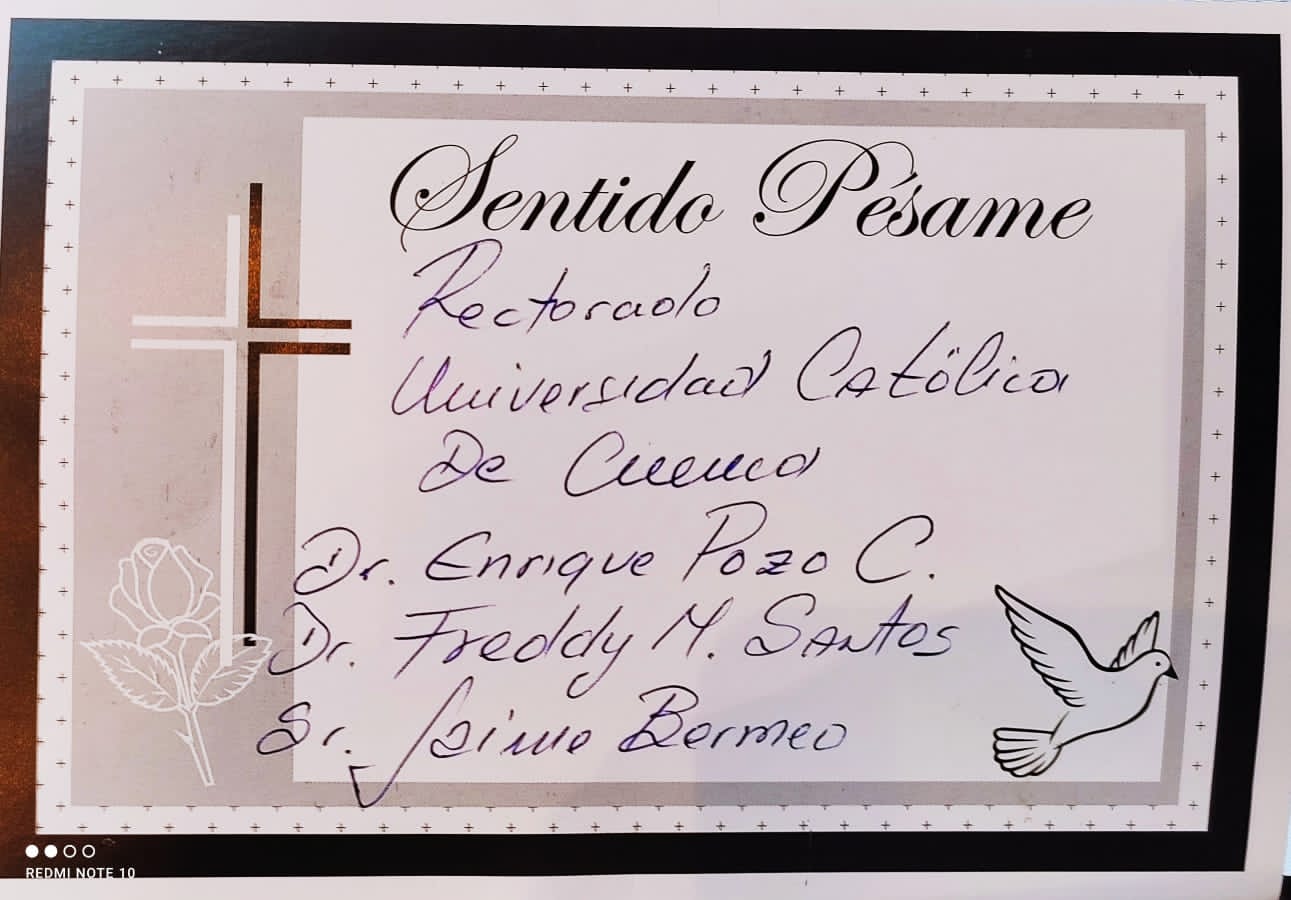 Sentido Pésame
Rectorado
Universidad Católica
De Cuenca
Dr. Enrique Pozo C.
Dr. Freddy M. Santos
Sr. Jaime Bermeo
REDMI NOTE 10